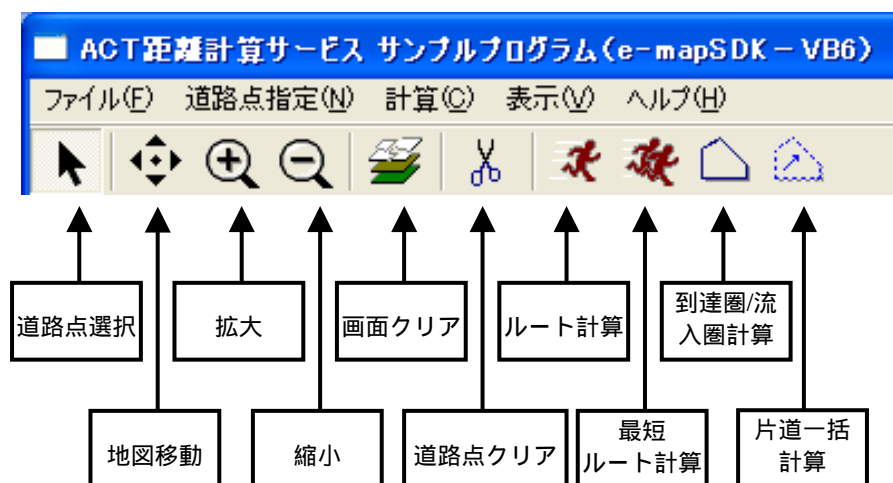 ACT距離計算サービス サンプルプログラム(e-mapSDK－VB6)
ファイル(F) 道路点指定(N) 計算(C) 表示(V) ヘルプ(H)
道路点選択
拡大
画面クリア
ルート計算
到達圏/流
入圏計算
地図移動
縮小
道路点クリア
最短
ルート計算
片道一括
計算